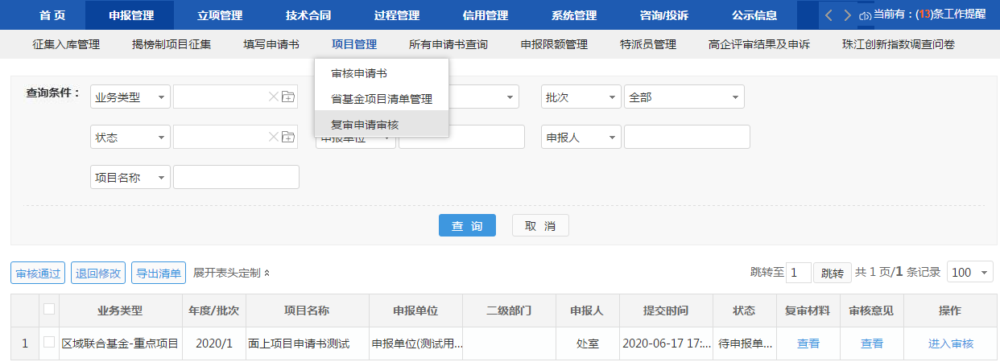 首 页 申报管理 立项管理 技术合同 过程管理 信用管理 系统管理 咨询/投诉 公示信息 当前有：(13)条工作提醒
征集入库管理 揭榜制项目征集 填写申请书 项目管理 所有申请书查询 申报限额管理 特派员管理 高企评审结果及申诉 珠江创新指数调查问卷
审核申请书
省基金项目清单管理
复审申请审核
查询条件： 业务类型 批次 全部
状态 申报单位 申报人
项目名称
查 询 取 消
审核通过 退回修改 导出清单 展开表头定制 跳转至 1 跳转 共 1 页/1 条记录 100
业务类型 年度/批次 项目名称 申报单位 二级部门 申报人 提交时间 状态 复审材料 审核意见 操作
1 区域联合基金-重点项目 2020/1 面上项目申请书测试 申报单位(测试用... 处室 2020-06-17 17:... 待申报单... 查看 查看 进入审核